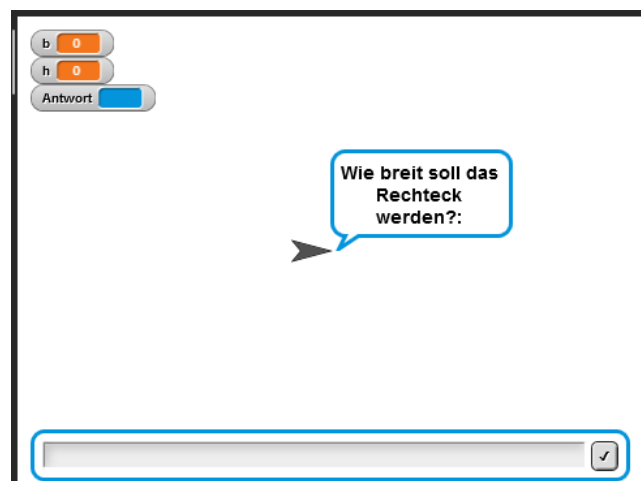 b 0
h 0
Antwort
Wie breit soll das
Rechteck
werden?: